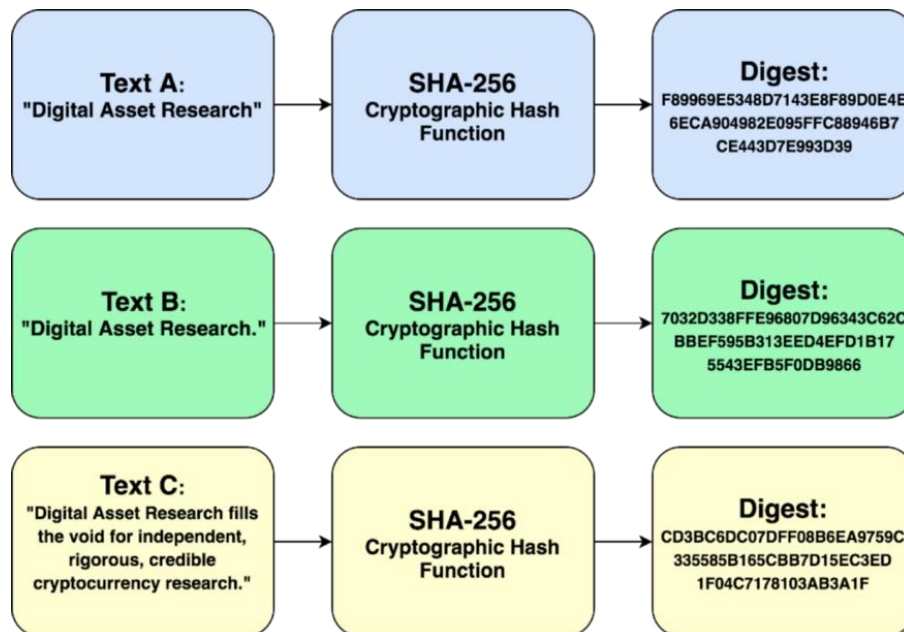 Text A:
"Digital Asset Research"
SHA-256
Cryptographic Hash
Function
Digest:
F89969E5348D7143E8F89D0E4E
6ECA904982E095FFC88946B7
CE443D7E993D39
Text B:
"Digital Asset Research."
SHA-256
Cryptographic Hash
Function
Digest:
7032D338FFE96807D96343C62C
BBEF595B313EED4EFD1B17
5543EFB5F0DB9866
Text C:
"Digital Asset Research fills
the void for independent,
rigorous, credible
cryptocurrency research."
SHA-256
Cryptographic Hash
Function
Digest:
CD3BC6DC07DFF08B6EA9759C
335585B165CBB7D15EC3ED
1F04C7178103AB3A1F